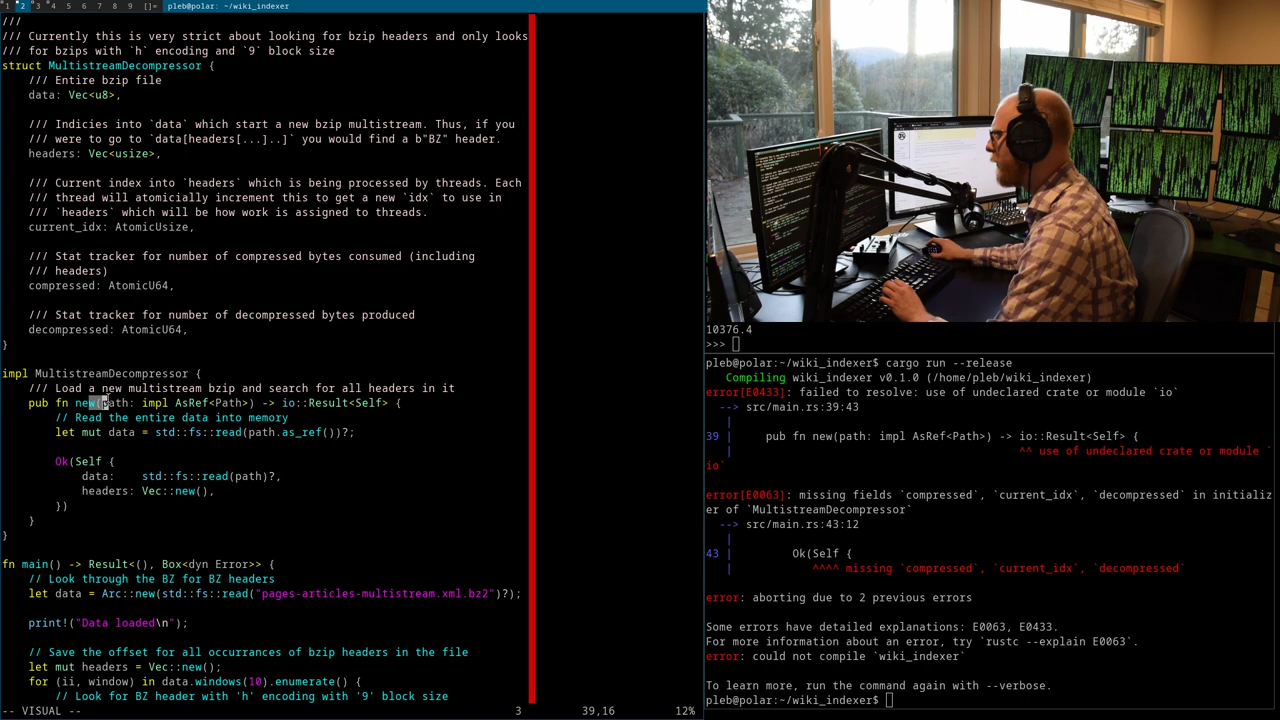 1 2 3 4 5 6 7 8 9 []= pleb@polar: ~/wiki_indexer
///
/// Currently this is very strict about looking for bzip headers and only looks
/// for bzips with `h` encoding and `9` block size
struct MultistreamDecompressor {
    /// Entire bzip file
    data: Vec<u8>,
    /// Indicies into `data` which start a new bzip multistream. Thus, if you
    /// were to go to `data[headers[...]..]` you would find a b"BZ" header.
    headers: Vec<usize>,
    /// Current index into `headers` which is being processed by threads. Each
    /// thread will atomicially increment this to get a new `idx` to use in
    /// `headers` which will be how work is assigned to threads.
    current_idx: AtomicUsize,
    /// Stat tracker for number of compressed bytes consumed (including
    /// headers)
    compressed: AtomicU64,
    /// Stat tracker for number of decompressed bytes produced
    decompressed: AtomicU64,
}
impl MultistreamDecompressor {
    /// Load a new multistream bzip and search for all headers in it
    pub fn new(path: impl AsRef<Path>) -> io::Result<Self> {
        // Read the entire data into memory
        let mut data = std::fs::read(path.as_ref())?;
        Ok(Self {
            data:    std::fs::read(path)?,
            headers: Vec::new(),
        })
    }
}
fn main() -> Result<(), Box<dyn Error>> {
    // Look through the BZ for BZ headers
    let data = Arc::new(std::fs::read("pages-articles-multistream.xml.bz2")?);
    print!("Data loaded\n");
    // Save the offset for all occurrances of bzip headers in the file
    let mut headers = Vec::new();
    for (ii, window) in data.windows(10).enumerate() {
        // Look for BZ header with 'h' encoding with '9' block size
-- VISUAL -- 3 39,16 12%
10376.4
>>>
pleb@polar:~/wiki_indexer$ cargo run --release
   Compiling wiki_indexer v0.1.0 (/home/pleb/wiki_indexer)
error[E0433]: failed to resolve: use of undeclared crate or module `io`
  --> src/main.rs:39:43
   |
39 |     pub fn new(path: impl AsRef<Path>) -> io::Result<Self> {
   |                                           ^^ use of undeclared crate or module `
io`
error[E0063]: missing fields `compressed`, `current_idx`, `decompressed` in initializ
er of `MultistreamDecompressor`
  --> src/main.rs:43:12
   |
43 |         Ok(Self {
   |            ^^^^ missing `compressed`, `current_idx`, `decompressed`
error: aborting due to 2 previous errors
Some errors have detailed explanations: E0063, E0433.
For more information about an error, try `rustc --explain E0063`.
error: could not compile `wiki_indexer`
To learn more, run the command again with --verbose.
pleb@polar:~/wiki_indexer$